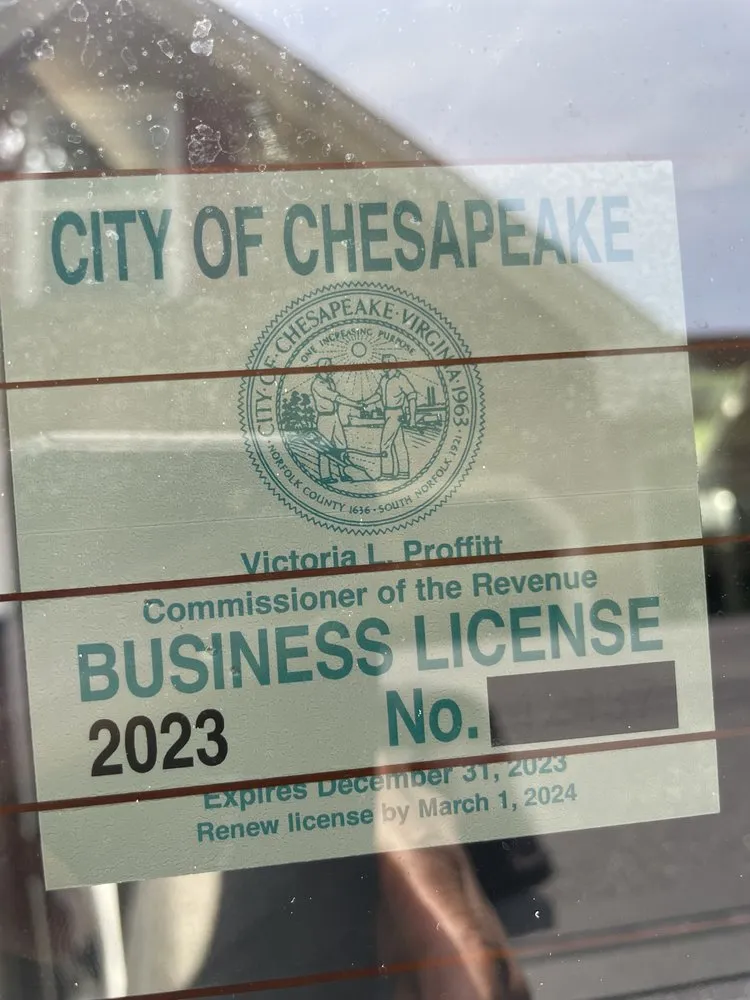 CITY OF CHESAPEAKE
CITY OF CHESAPEAKE · VIRGINIA 1963
ONE INCREASING PURPOSE
NORFOLK COUNTY 1636 · SOUTH NORFOLK 1921
Victoria L. Proffitt
Commissioner of the Revenue
BUSINESS LICENSE
2023 No.
Expires December 31, 2023
Renew license by March 1, 2024